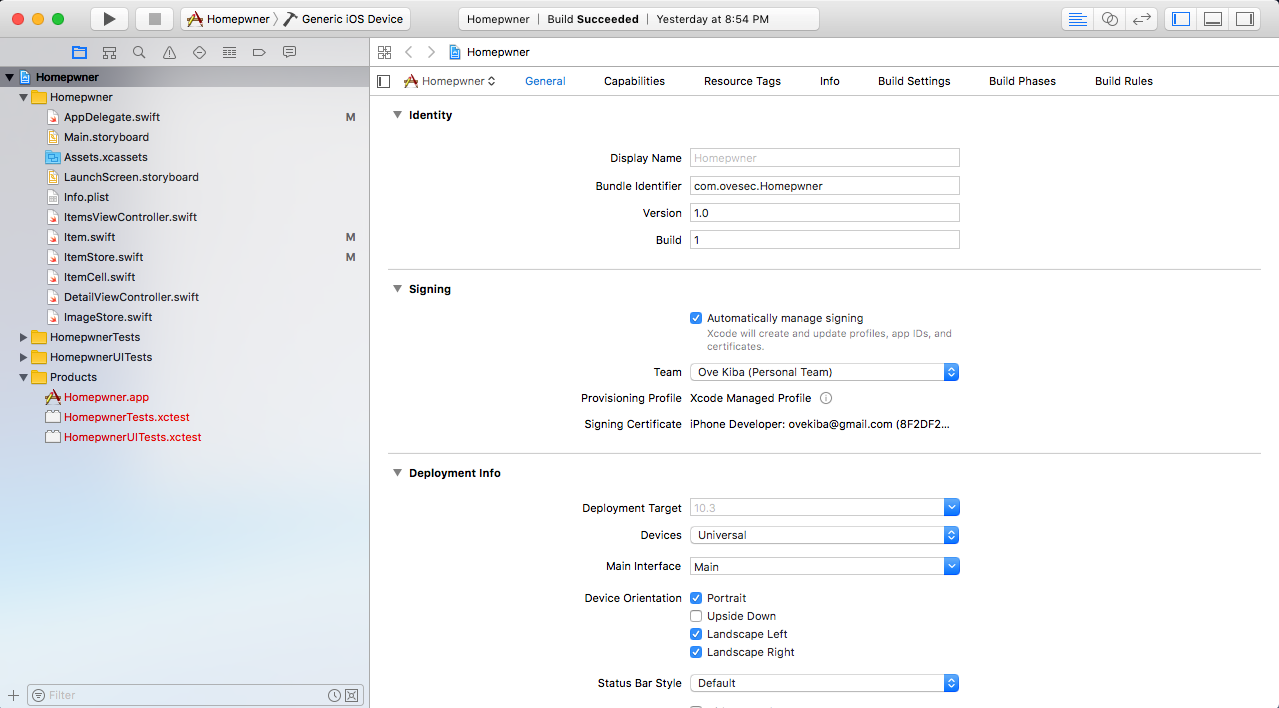 Homepwner Generic iOS Device Homepwner Build Succeeded Yesterday at 8:54 PM
Homepwner
Homepwner
Homepwner
AppDelegate.swift M
Main.storyboard
Assets.xcassets
LaunchScreen.storyboard
Info.plist
ItemsViewController.swift
Item.swift M
ItemStore.swift M
ItemCell.swift
DetailViewController.swift
ImageStore.swift
HomepwnerTests
HomepwnerUITests
Products
Homepwner.app
HomepwnerTests.xctest
HomepwnerUITests.xctest
Filter
Homepwner General Capabilities Resource Tags Info Build Settings Build Phases Build Rules
Identity
Display Name Homepwner
Bundle Identifier com.ovesec.Homepwner
Version 1.0
Build 1
Signing
Automatically manage signing
Xcode will create and update profiles, app IDs, and
certificates.
Team Ove Kiba (Personal Team)
Provisioning Profile Xcode Managed Profile
Signing Certificate iPhone Developer: ovekiba@gmail.com (8F2DF2...
Deployment Info
Deployment Target 10.3
Devices Universal
Main Interface Main
Device Orientation Portrait
Upside Down
Landscape Left
Landscape Right
Status Bar Style Default